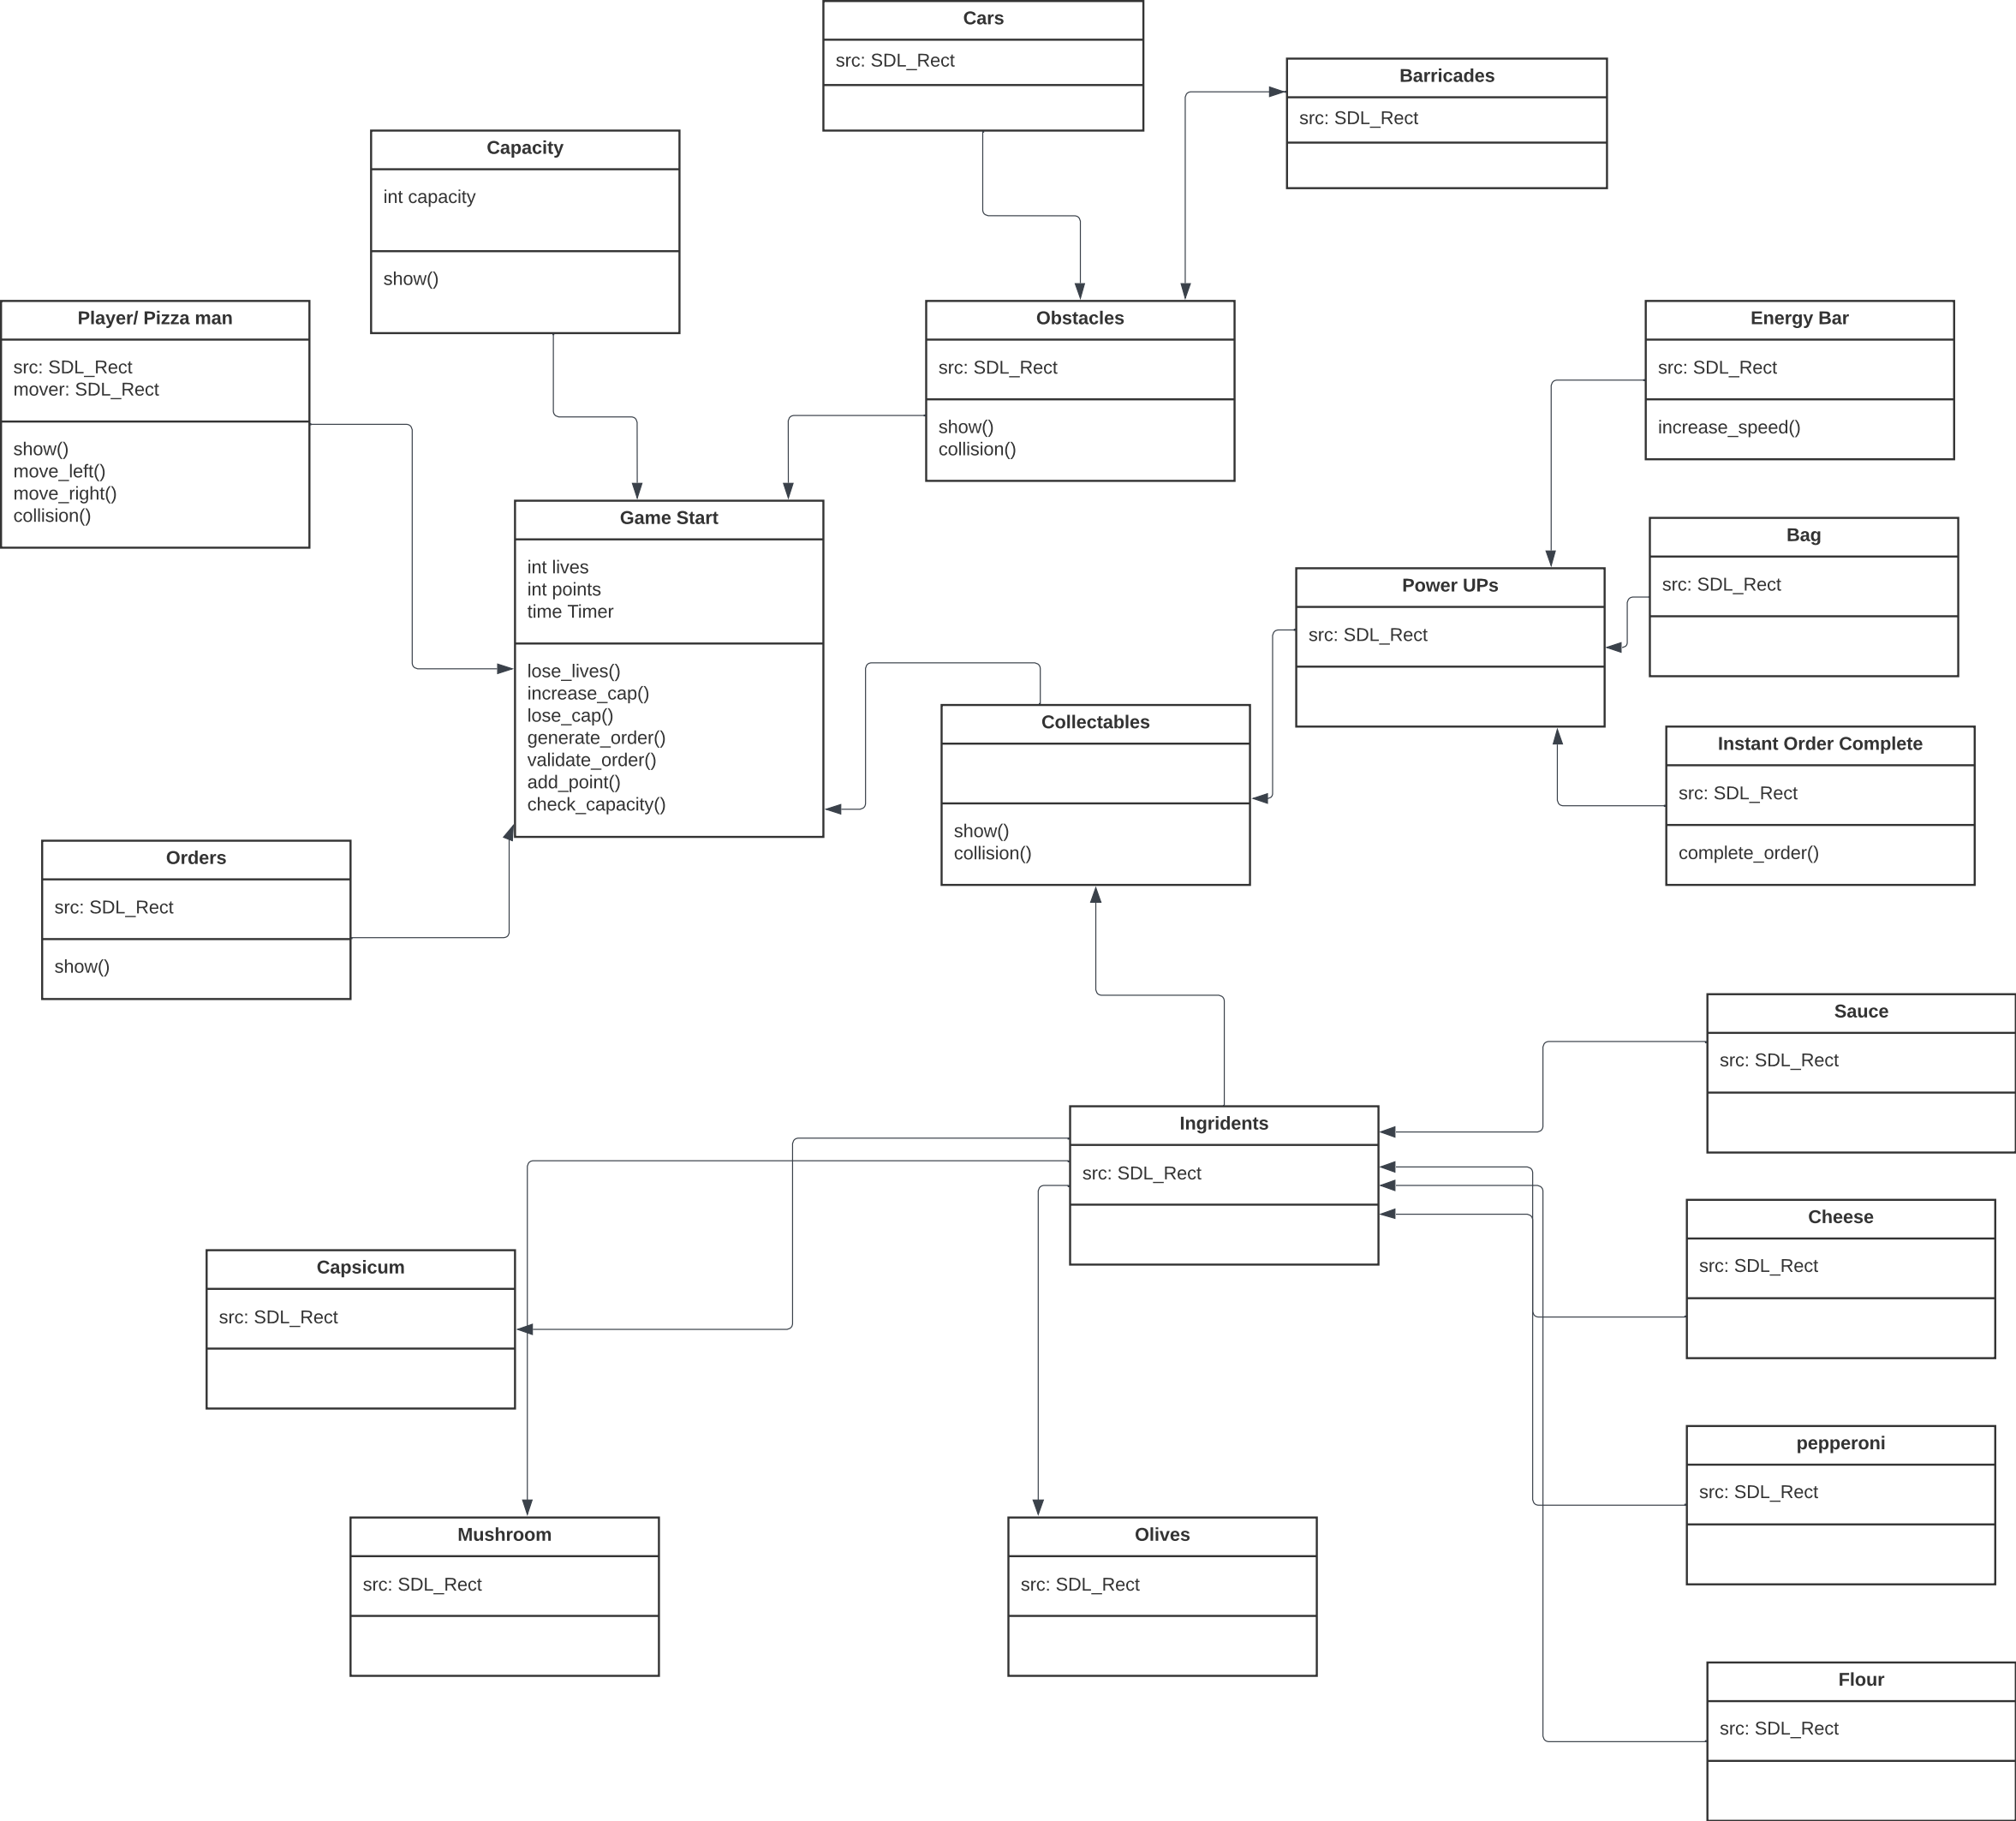 Cars
src: SDL_Rect
Barricades
src: SDL_Rect
Capacity
int capacity
show()
Player/ Pizza man
src: SDL_Rect
mover: SDL_Rect
show()
move_left()
move_right()
collision()
Obstacles
src: SDL_Rect
show()
collision()
Energy Bar
src: SDL_Rect
increase_speed()
Game Start
int lives
int points
time Timer
lose_lives()
increase_cap()
lose_cap()
generate_order()
validate_order()
add_point()
check_capacity()
Bag
src: SDL_Rect
Power UPs
src: SDL_Rect
Collectables
show()
collision()
Instant Order Complete
src: SDL_Rect
complete_order()
Orders
src: SDL_Rect
show()
Sauce
src: SDL_Rect
Ingridents
src: SDL_Rect
Cheese
src: SDL_Rect
Capsicum
src: SDL_Rect
pepperoni
src: SDL_Rect
Mushroom
src: SDL_Rect
Olives
src: SDL_Rect
Flour
src: SDL_Rect